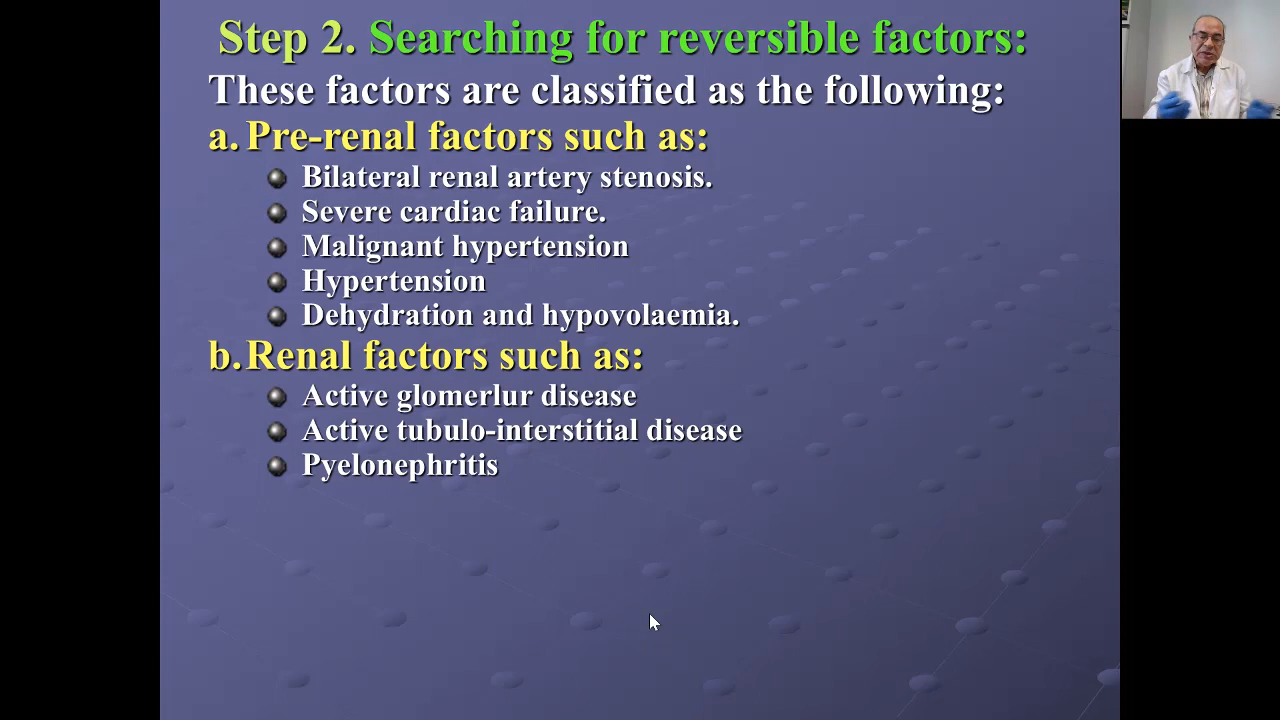 Step 2. Searching for reversible factors:
These factors are classified as the following:
a. Pre-renal factors such as:
Bilateral renal artery stenosis.
Severe cardiac failure.
Malignant hypertension
Hypertension
Dehydration and hypovolaemia.
b. Renal factors such as:
Active glomerlur disease
Active tubulo-interstitial disease
Pyelonephritis